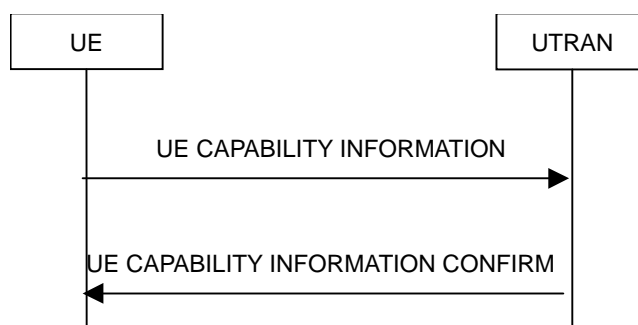 UE
UTRAN
UE CAPABILITY INFORMATION
UE CAPABILITY INFORMATION CONFIRM